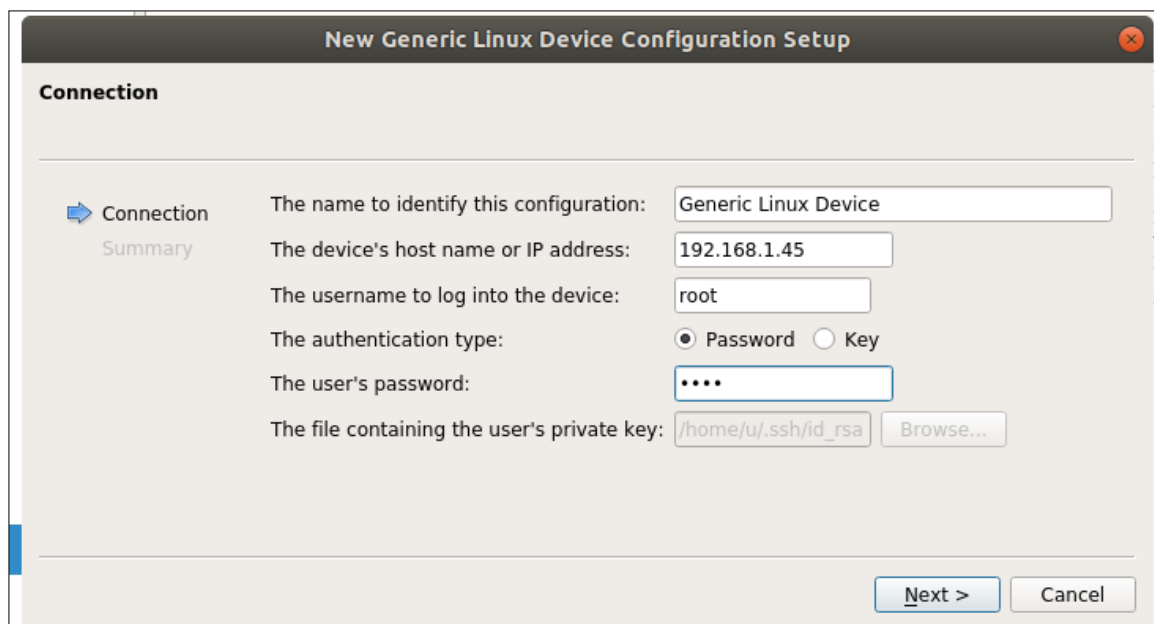 New Generic Linux Device Configuration Setup
Connection
Connection
Summary
The name to identify this configuration: Generic Linux Device
The device's host name or IP address: 192.168.1.45
The username to log into the device: root
The authentication type: Password Key
The user's password: ••••
The file containing the user's private key: /home/u/.ssh/id_rsa Browse...
Next > Cancel